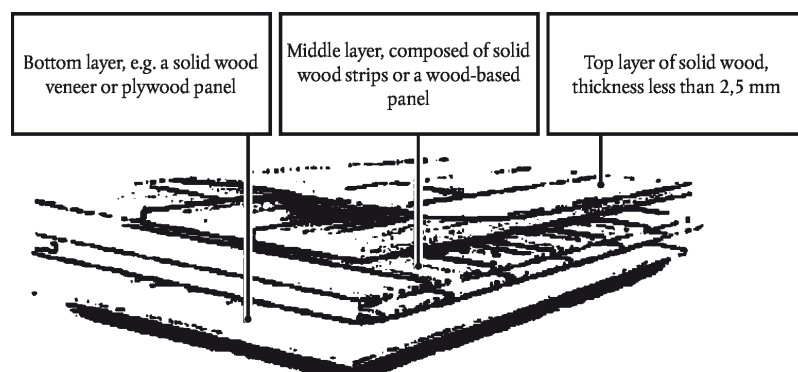 Bottom layer, e.g. a solid wood
veneer or plywood panel
Middle layer, composed of solid
wood strips or a wood-based
panel
Top layer of solid wood,
thickness less than 2,5 mm